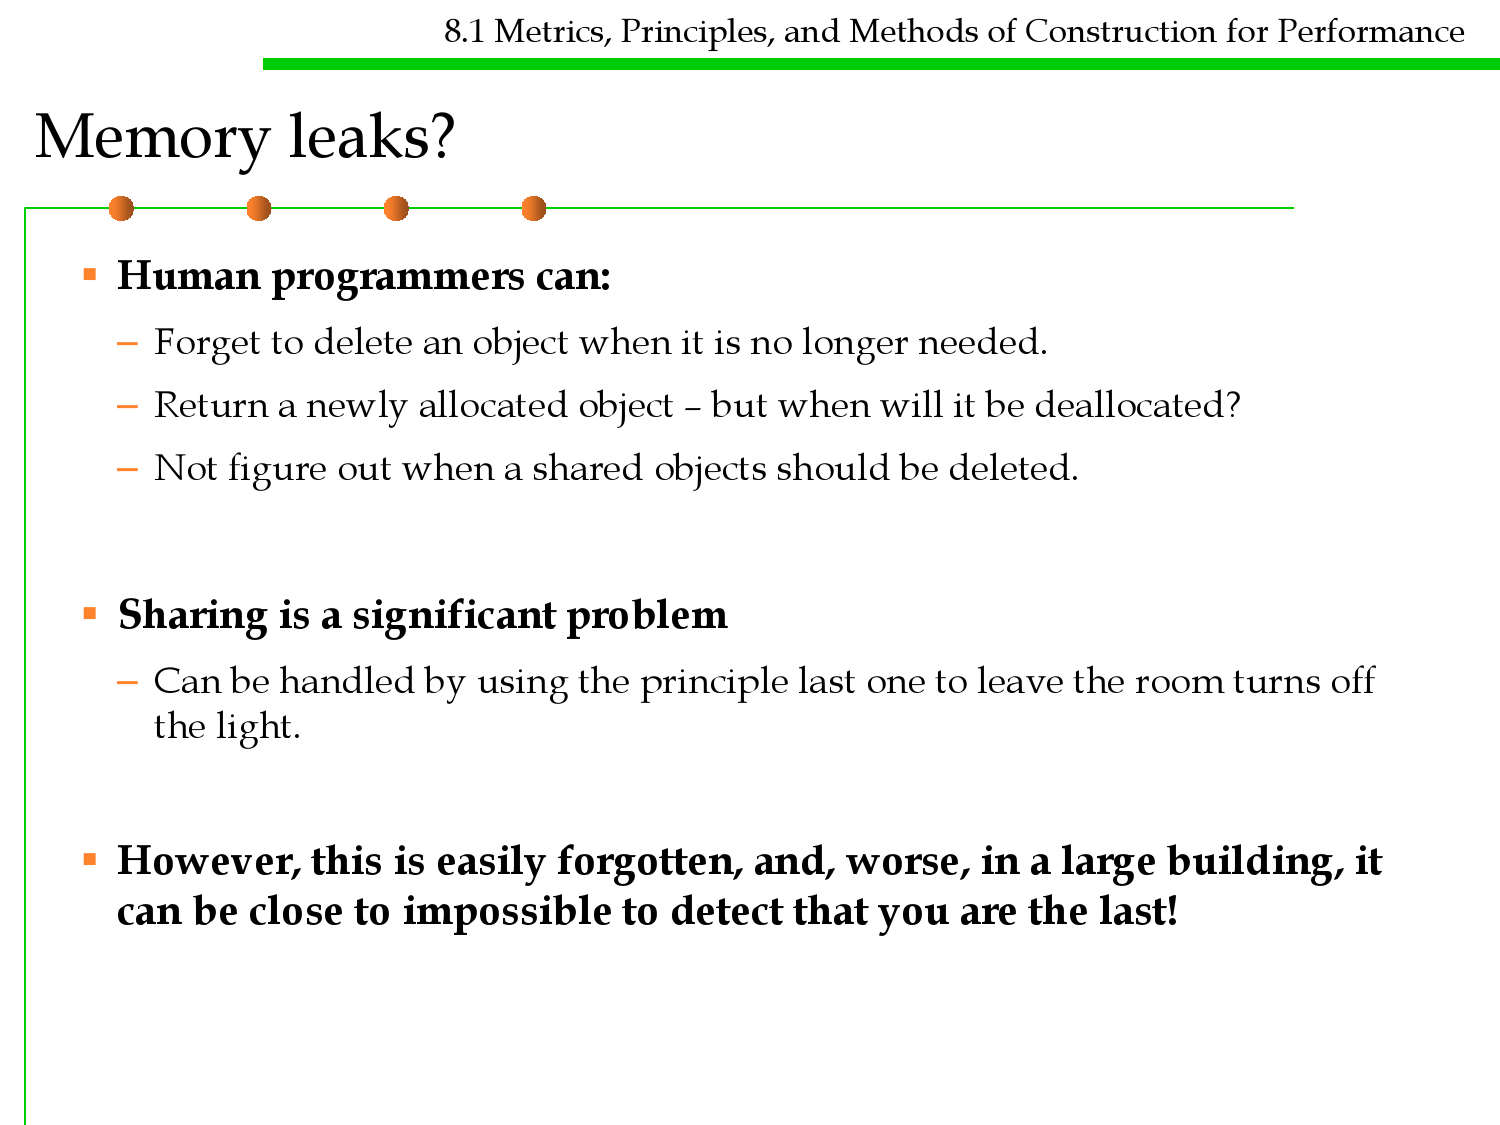 8.1 Metrics, Principles, and Methods of Construction for Performance
Memory leaks?
▪ Human programmers can:
– Forget to delete an object when it is no longer needed.
– Return a newly allocated object – but when will it be deallocated?
– Not figure out when a shared objects should be deleted.
▪ Sharing is a significant problem
– Can be handled by using the principle last one to leave the room turns off
the light.
▪ However, this is easily forgotten, and, worse, in a large building, it
can be close to impossible to detect that you are the last!